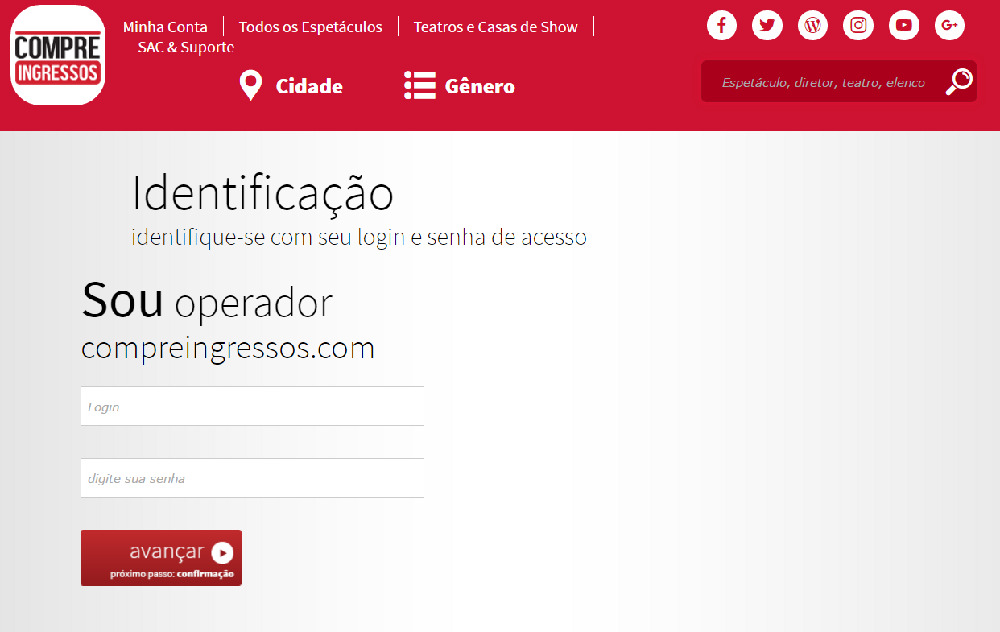 COMPRE
INGRESSOS
Minha Conta
Todos os Espetáculos
Teatros e Casas de Show
SAC & Suporte
Cidade
Gênero
Espetáculo, diretor, teatro, elenco
Identificação
identifique-se com seu login e senha de acesso
Sou operador
compreingressos.com
Login
digite sua senha
avançar
próximo passo: confirmação